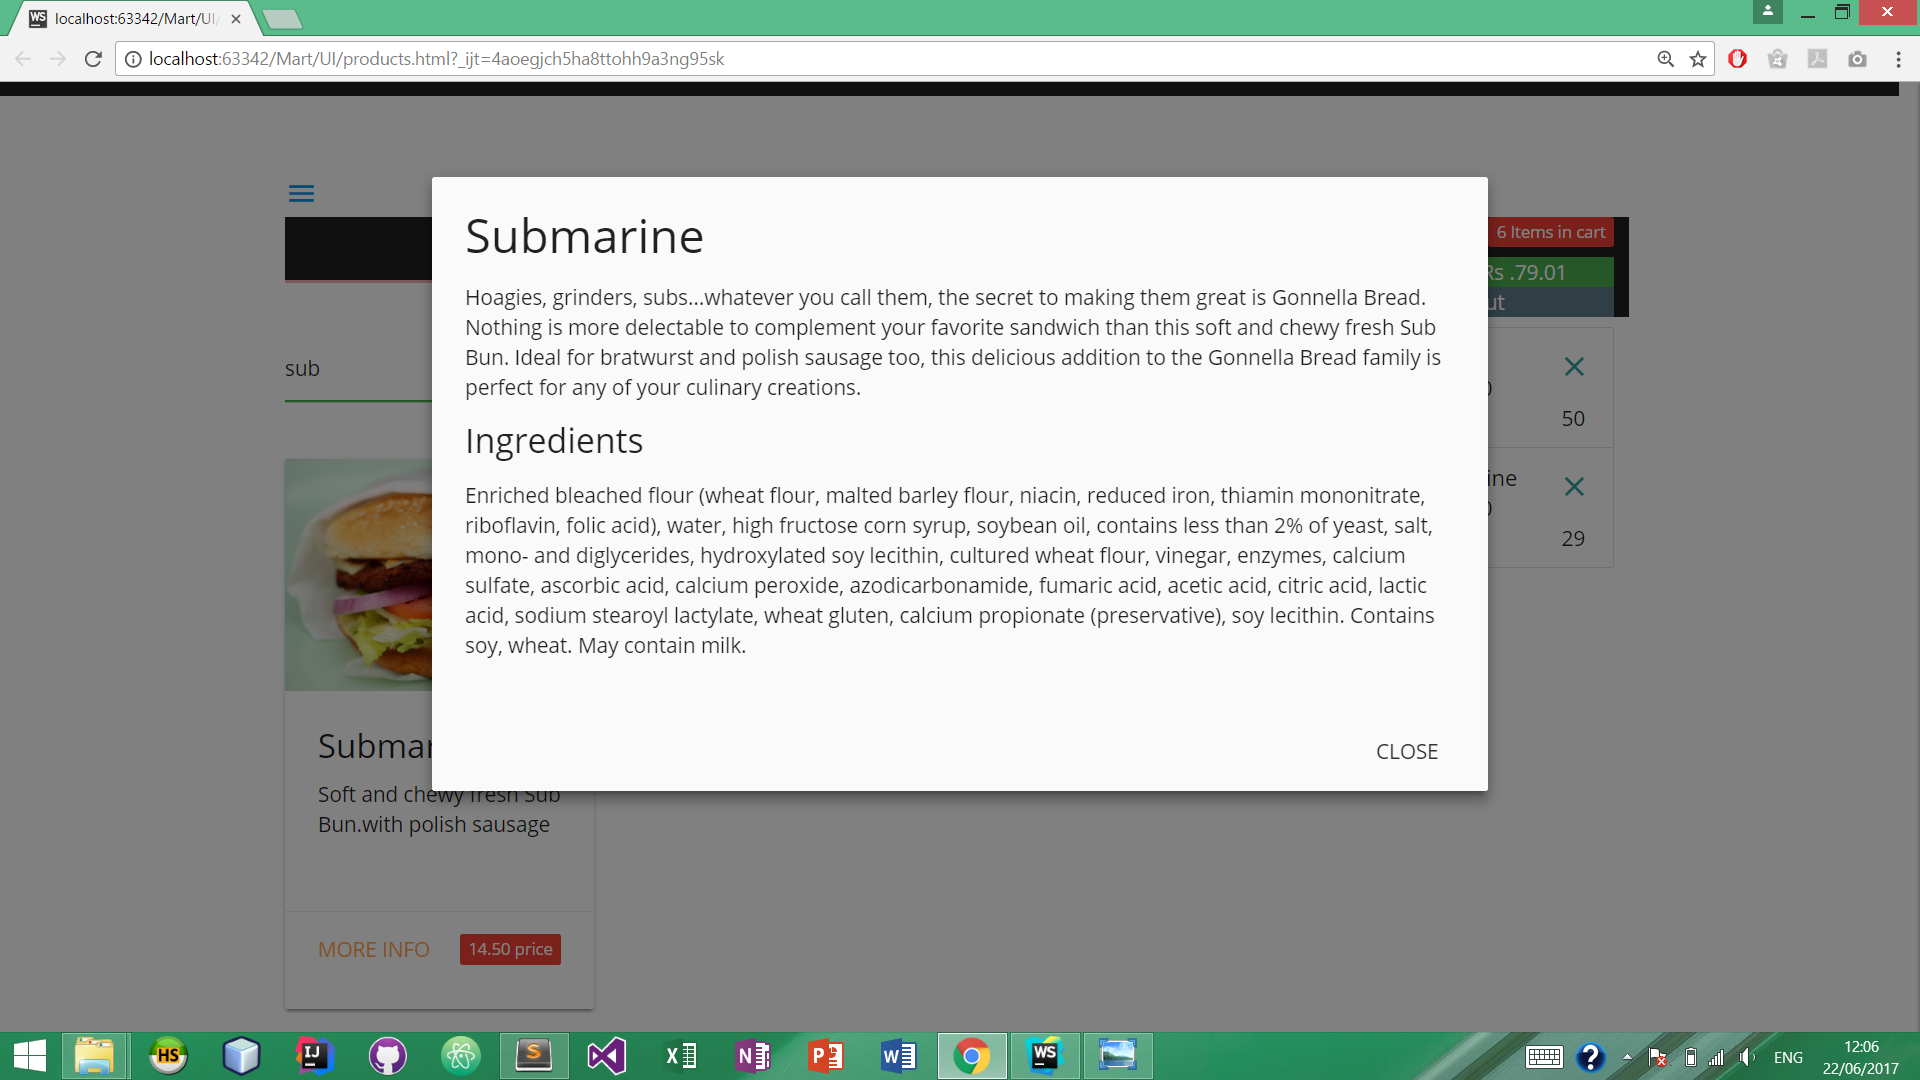 localhost:63342/Mart/UI/
localhost:63342/Mart/UI/products.html?_ijt=4aoegjch5ha8ttohh9a3ng95sk
6 Items in cart
Rs .79.01
ut
sub
50
ine
29
Submarine
Hoagies, grinders, subs...whatever you call them, the secret to making them great is Gonnella Bread.
Nothing is more delectable to complement your favorite sandwich than this soft and chewy fresh Sub
Bun. Ideal for bratwurst and polish sausage too, this delicious addition to the Gonnella Bread family is
perfect for any of your culinary creations.
Ingredients
Enriched bleached flour (wheat flour, malted barley flour, niacin, reduced iron, thiamin mononitrate,
riboflavin, folic acid), water, high fructose corn syrup, soybean oil, contains less than 2% of yeast, salt,
mono- and diglycerides, hydroxylated soy lecithin, cultured wheat flour, vinegar, enzymes, calcium
sulfate, ascorbic acid, calcium peroxide, azodicarbonamide, fumaric acid, acetic acid, citric acid, lactic
acid, sodium stearoyl lactylate, wheat gluten, calcium propionate (preservative), soy lecithin. Contains
soy, wheat. May contain milk.
CLOSE
Submar
Soft and chewy fresh Sub
Bun.with polish sausage
MORE INFO
14.50 price
ENG
12:06
22/06/2017